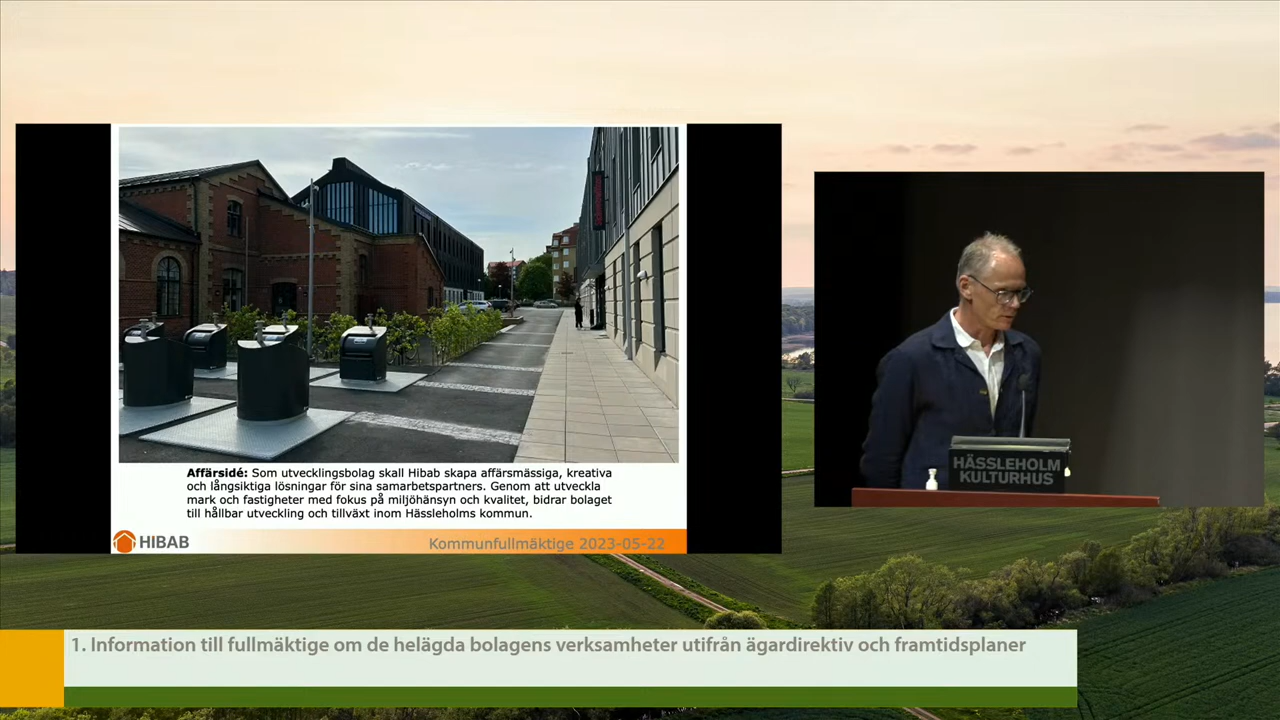 Affärsidé: Som utvecklingsbolag skall Hibab skapa affärsmässiga, kreativa
och långsiktiga lösningar för sina samarbetspartners. Genom att utveckla
mark och fastigheter med fokus på miljöhänsyn och kvalitet, bidrar bolaget
till hållbar utveckling och tillväxt inom Hässleholms kommun.
HIBAB
Kommunfullmäktige 2023-05-22
HÄSSLEHOLM
KULTURHUS
1. Information till fullmäktige om de helägda bolagens verksamheter utifrån ägardirektiv och framtidsplaner